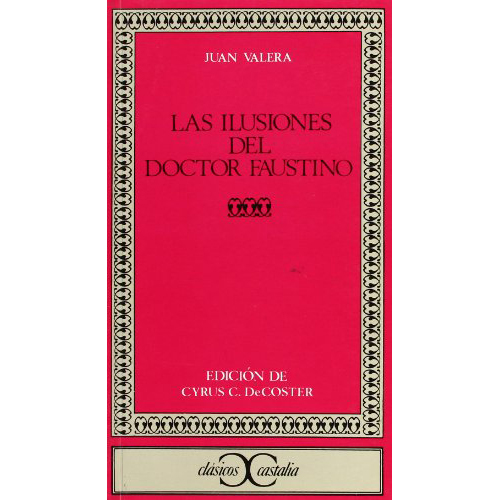 JUAN VALERA
LAS ILUSIONES
DEL
DOCTOR FAUSTINO
EDICIÓN DE
CYRUS C. DeCOSTER
clásicos castalia